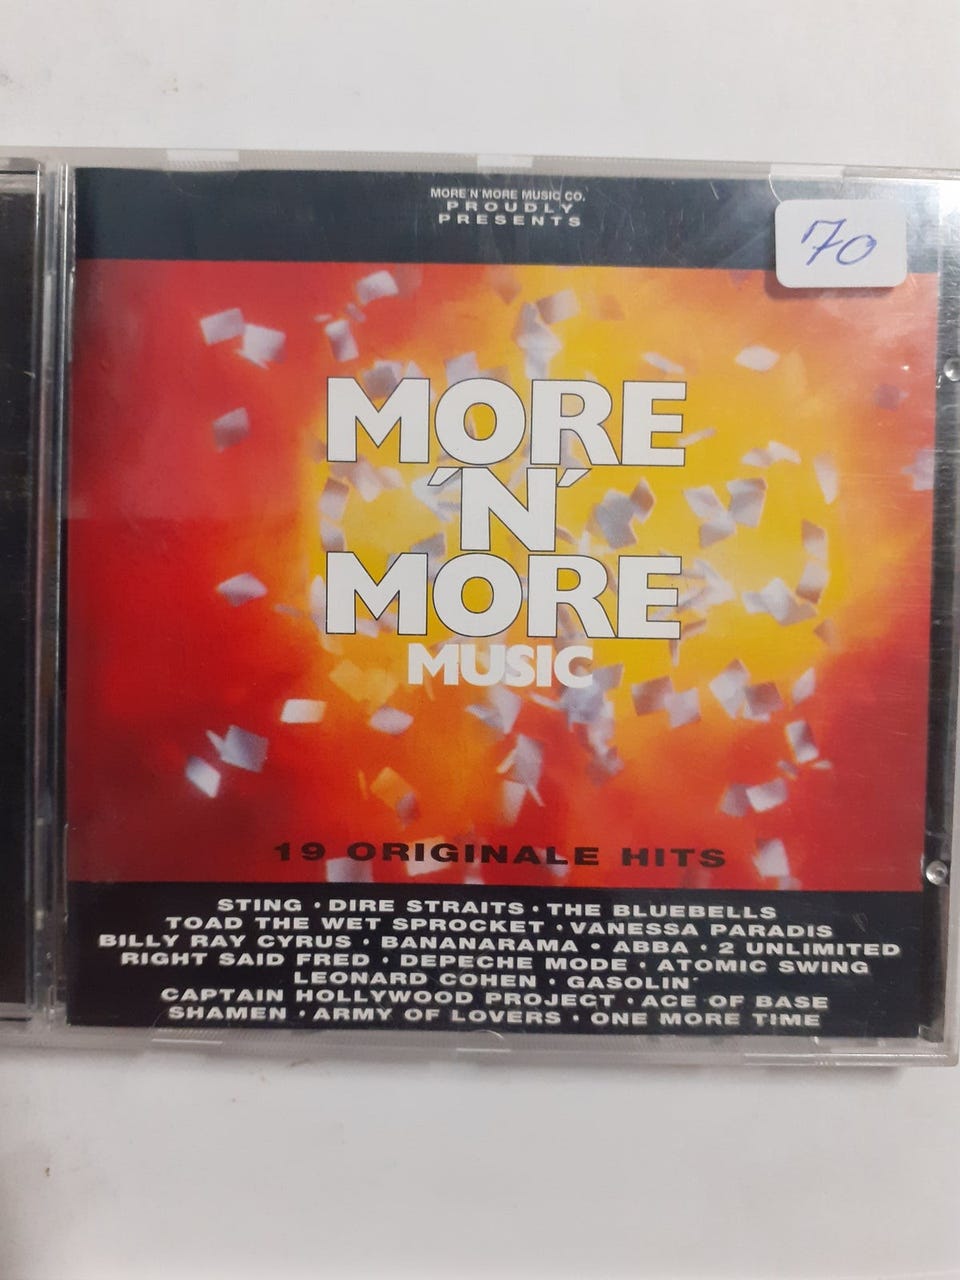 MORE 'N' MORE MUSIC CO.
PROUDLY
PRESENTS
70
MORE
'N'
MORE
MUSIC
19 ORIGINALE HITS
STING • DIRE STRAITS • THE BLUEBELLS
TOAD THE WET SPROCKET • VANESSA PARADIS
BILLY RAY CYRUS • BANANARAMA • ABBA • 2 UNLIMITED
RIGHT SAID FRED • DEPECHE MODE • ATOMIC SWING
LEONARD COHEN • GASOLIN'
CAPTAIN HOLLYWOOD PROJECT • ACE OF BASE
SHAMEN • ARMY OF LOVERS • ONE MORE TIME